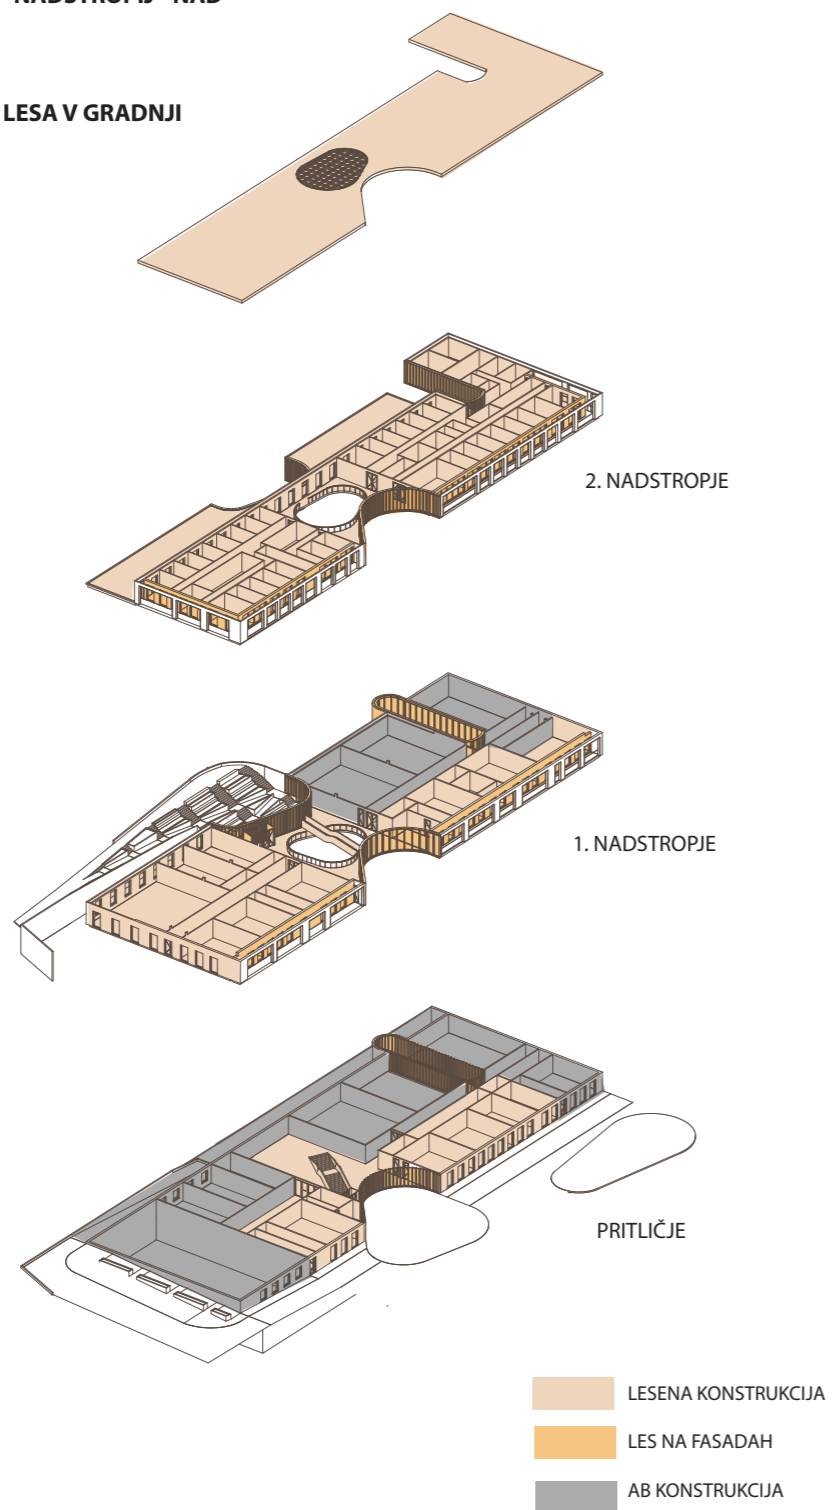 LESA V GRADNJI
2. NADSTROPJE
1. NADSTROPJE
PRITLIČJE
LESENA KONSTRUKCIJA
LES NA FASADAH
AB KONSTRUKCIJA